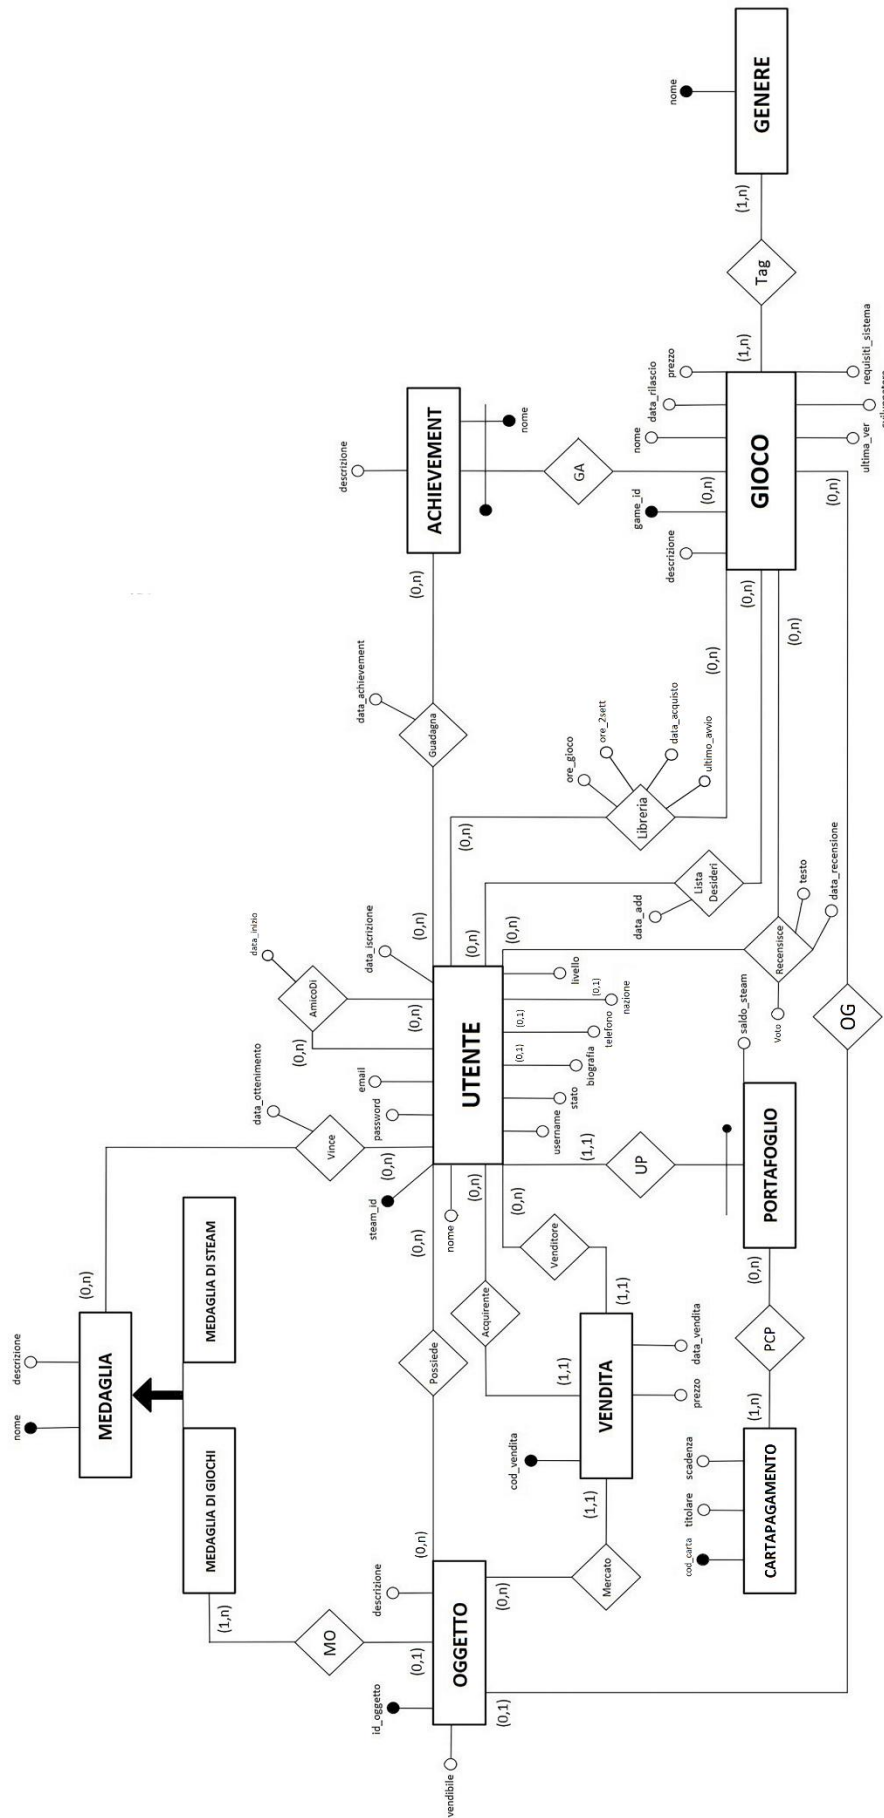 nome
descrizione
MEDAGLIA
(0,n)
MEDAGLIA DI GIOCHI
MEDAGLIA DI STEAM
(1,n)
data_ottenimento
data_inizio
MO
Vince
AmicoDi
id_oggetto
descrizione
steam_id
password
email
data_iscrizione
data_achievement
descrizione
(0,1)
(0,n)
(0,n)
(0,n)
(0,n)
(0,n)
(0,n)
OGGETTO
Possiede
nome
UTENTE
Guadagna
ACHIEVEMENT
vendibile
(0,1)
(0,n)
(0,n)
(0,n)
(0,n)
(0,n)
(0,n)
Acquirente
cod_vendita
(0,1)
(0,1)
(0,1)
username
stato
biografia
telefono
nazione
livello
nome
Venditore
(1,1)
(1,1)
(1,1)
(1,1)
VENDITA
Mercato
ore_gioco
ore_2sett
data_acquisto
ultimo_avvio
Libreria
GA
UP
data_add
Lista
Desideri
prezzo
data_vendita
descrizione
game_id
nome
data_rilascio
prezzo
nome
cod_carta
titolare
scadenza
saldo_steam
(0,n)
(0,n)
(0,n)
(0,n)
(1,n)
(1,n)
CARTAPAGAMENTO
(1,n)
PCP
(0,n)
PORTAFOGLIO
Voto
Recensisce
testo
data_recensione
GIOCO
Tag
GENERE
OG
(0,n)
ultima_ver
requisiti_sistema